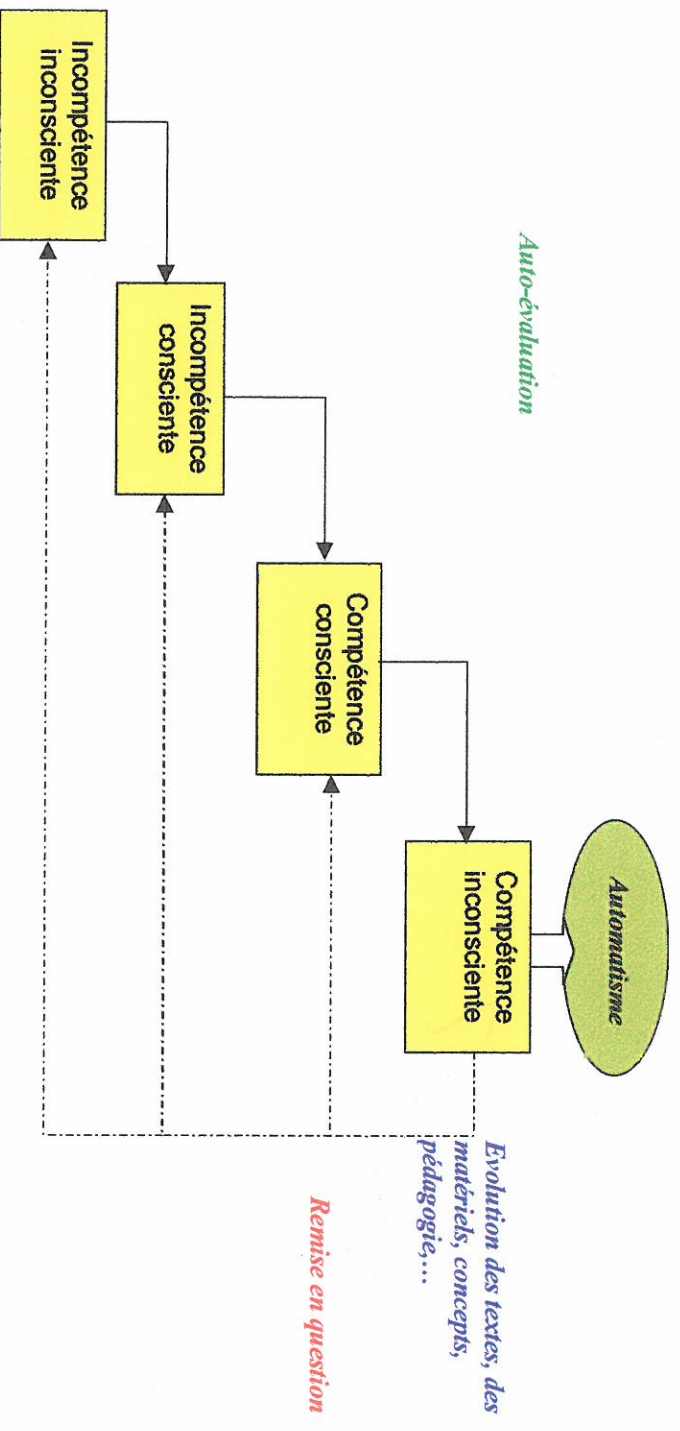 Automatisme
Auto-évaluation
Compétence
inconsciente
Evolution des textes, des
matériels, concepts,
pédagogie,...
Compétence
consciente
Remise en question
Incompétence
consciente
Incompétence
inconsciente